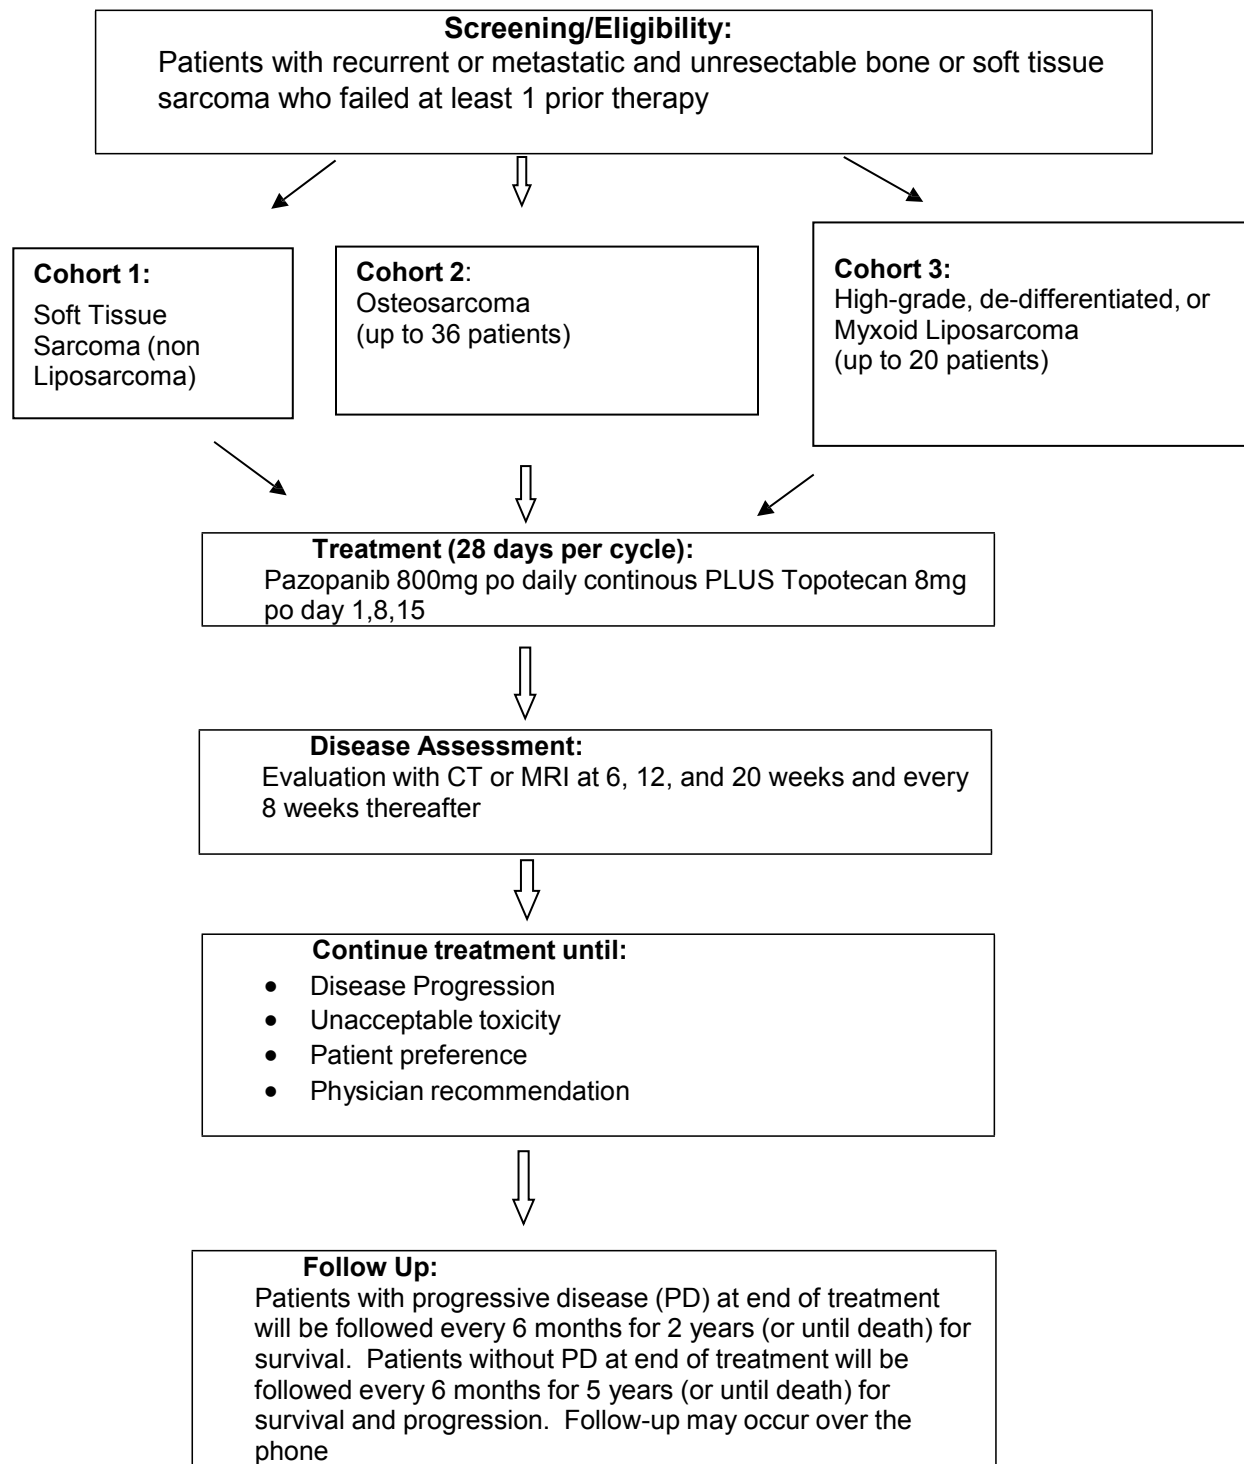 Screening/Eligibility:
Patients with recurrent or metastatic and unresectable bone or soft tissue
sarcoma who failed at least 1 prior therapy
Cohort 1:
Soft Tissue
Sarcoma (non
Liposarcoma)
Cohort 2:
Osteosarcoma
(up to 36 patients)
Cohort 3:
High-grade, de-differentiated, or
Myxoid Liposarcoma
(up to 20 patients)
Treatment (28 days per cycle):
Pazopanib 800mg po daily continous PLUS Topotecan 8mg
po day 1,8,15
Disease Assessment:
Evaluation with CT or MRI at 6, 12, and 20 weeks and every
8 weeks thereafter
Continue treatment until:
• Disease Progression
• Unacceptable toxicity
• Patient preference
• Physician recommendation
Follow Up:
Patients with progressive disease (PD) at end of treatment
will be followed every 6 months for 2 years (or until death) for
survival.  Patients without PD at end of treatment will be
followed every 6 months for 5 years (or until death) for
survival and progression.  Follow-up may occur over the
phone